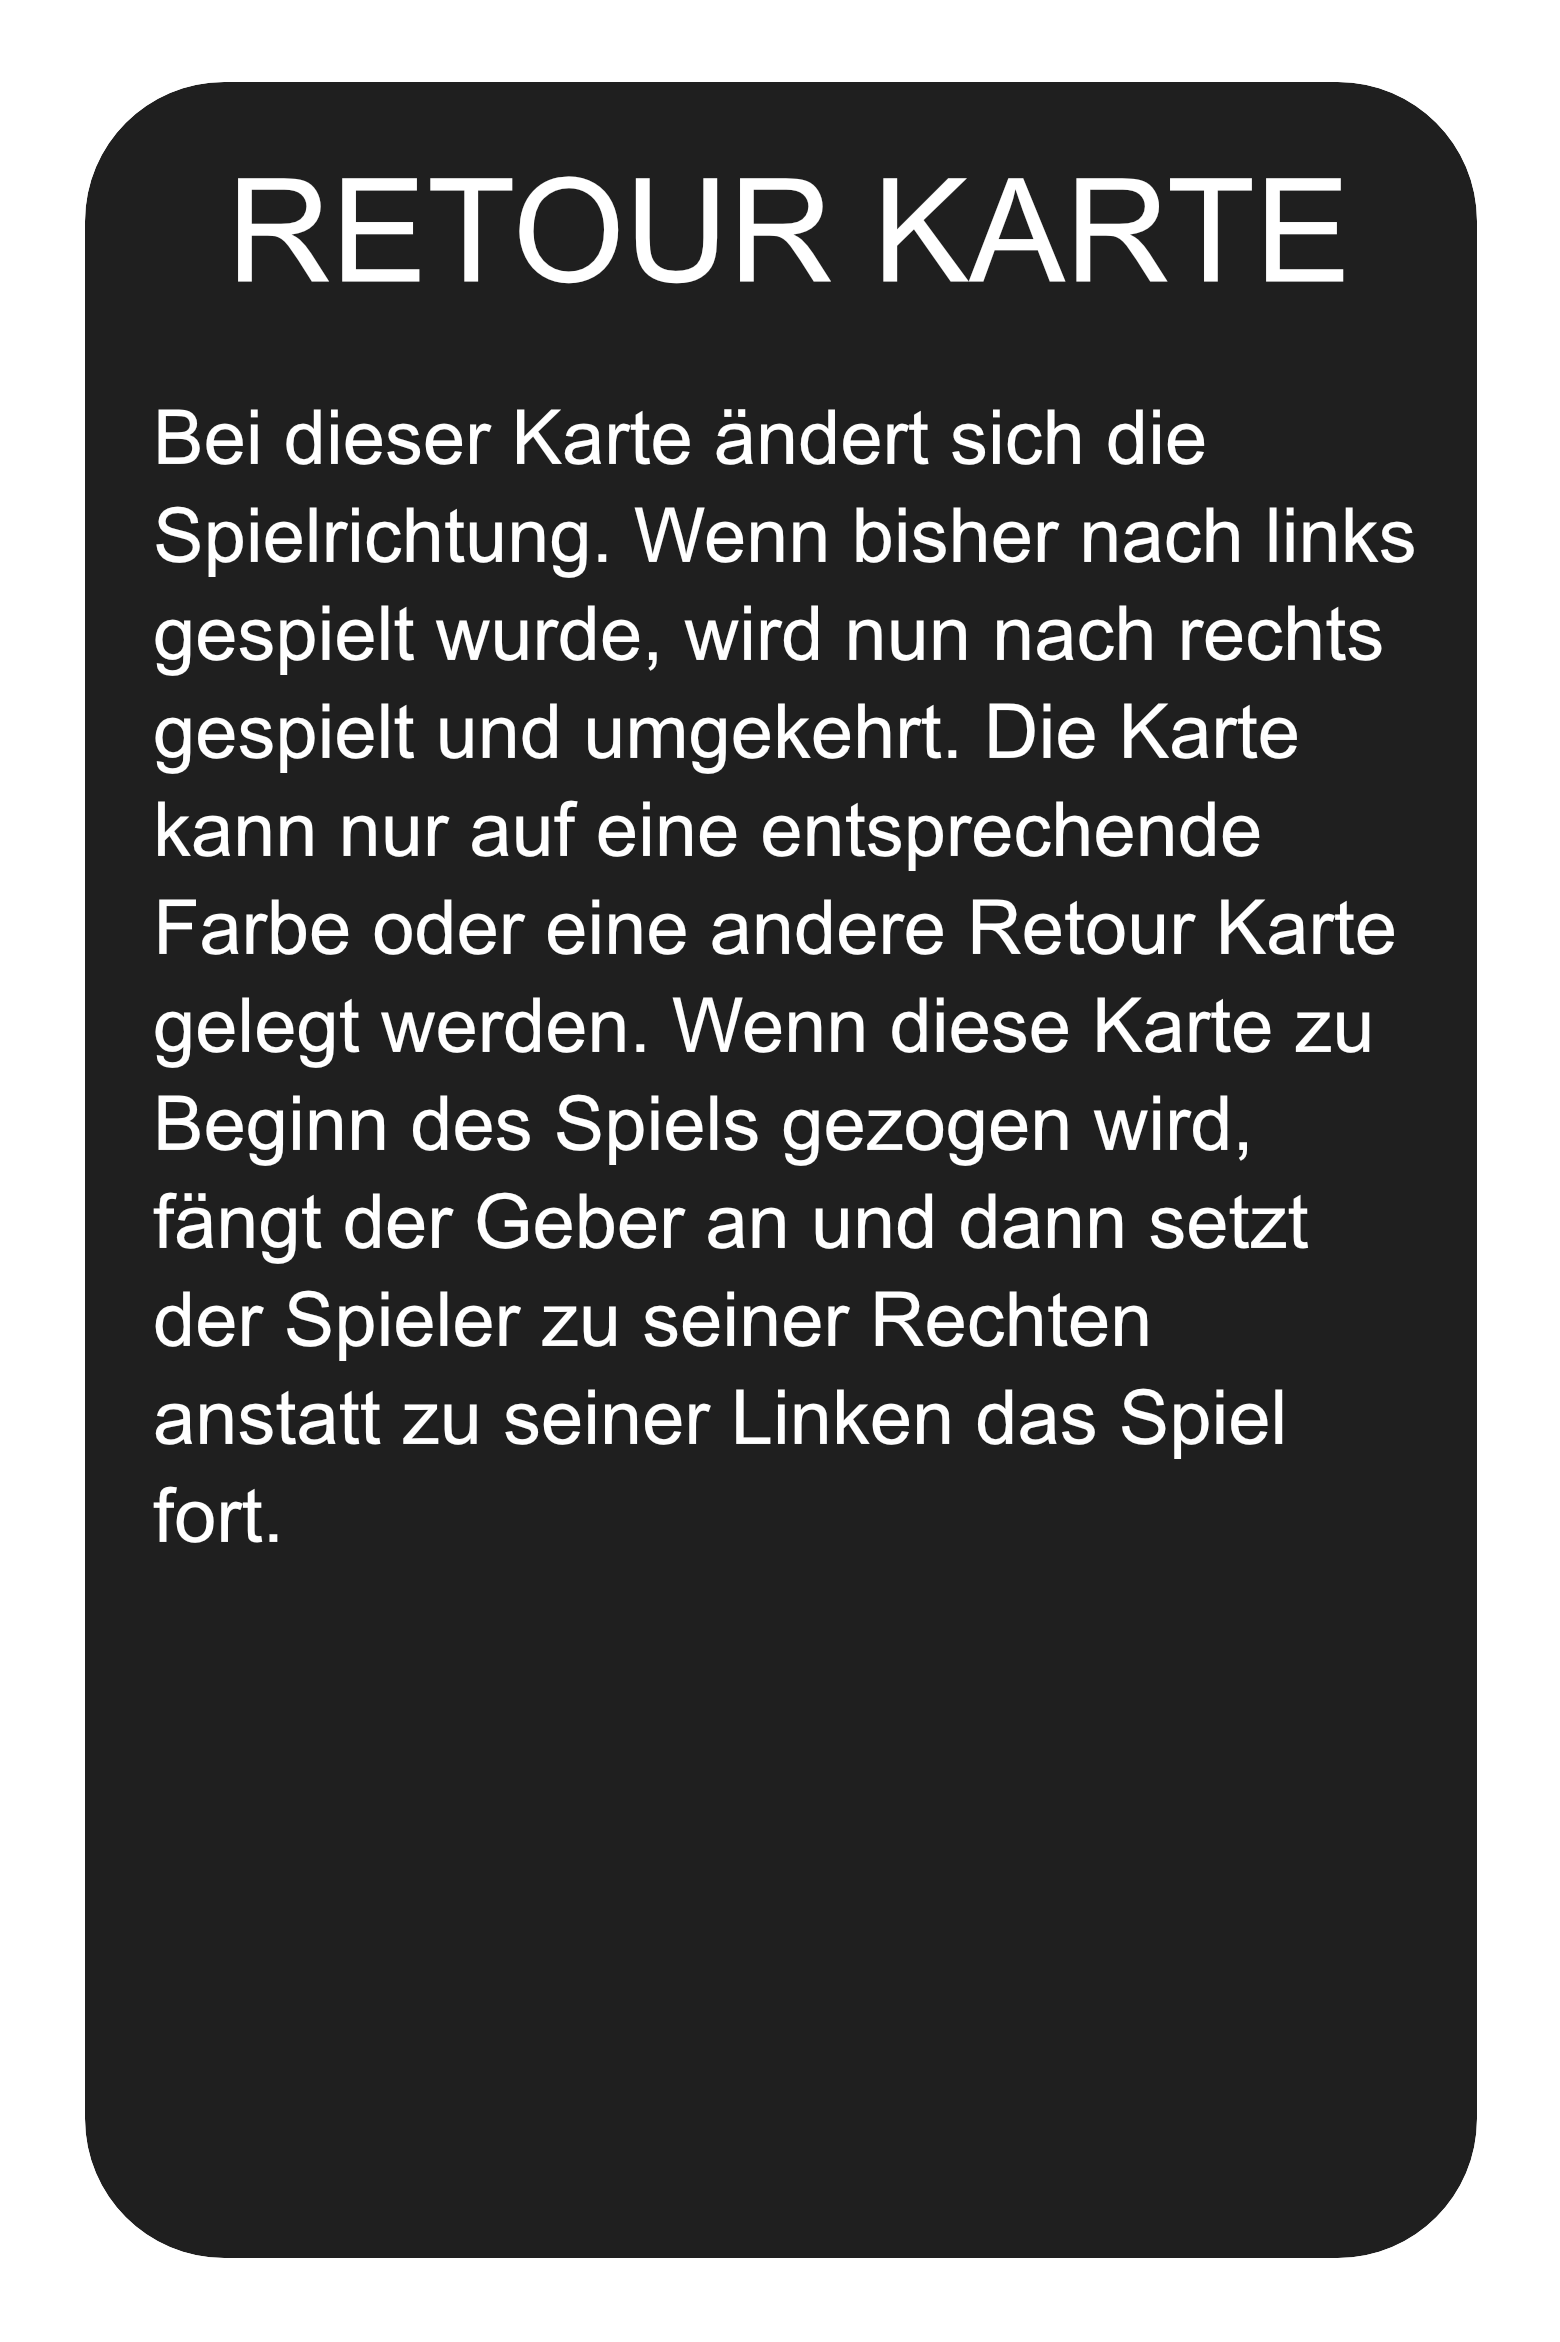 RETOUR KARTE
Bei dieser Karte ändert sich die
Spielrichtung. Wenn bisher nach links
gespielt wurde, wird nun nach rechts
gespielt und umgekehrt. Die Karte
kann nur auf eine entsprechende
Farbe oder eine andere Retour Karte
gelegt werden. Wenn diese Karte zu
Beginn des Spiels gezogen wird,
fängt der Geber an und dann setzt
der Spieler zu seiner Rechten
anstatt zu seiner Linken das Spiel
fort.